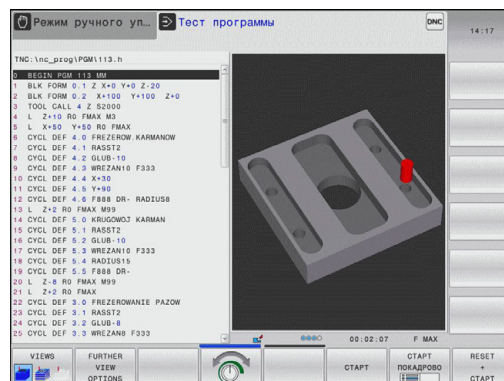 Режим ручного уп... Тест программы
DNC
14:17
TNC:\nc_prog\PGM\113.h
0 BEGIN PGM 113 MM
1 BLK FORM 0.1 Z X+0 Y+0 Z-20
2 BLK FORM 0.2 X+100 Y+100 Z+0
3 TOOL CALL 4 Z S2000
4 L Z+10 R0 FMAX M3
5 L X+50 Y+50 R0 FMAX
6 CYCL DEF 4.0 FREZEROW.KARMANOW
7 CYCL DEF 4.1 RASST2
8 CYCL DEF 4.2 GLUB-10
9 CYCL DEF 4.3 WREZAN10 F333
10 CYCL DEF 4.4 X+30
11 CYCL DEF 4.5 Y+90
12 CYCL DEF 4.6 F888 DR- RADIUS8
13 L Z+2 R0 FMAX M99
14 CYCL DEF 5.0 KRUGOWOJ KARMAN
15 CYCL DEF 5.1 RASST2
16 CYCL DEF 5.2 GLUB-10
17 CYCL DEF 5.3 WREZAN10 F333
18 CYCL DEF 5.4 RADIUS15
19 CYCL DEF 5.5 F888 DR-
20 L Z-8 R0 FMAX M99
21 L Z+2 R0 FMAX
22 CYCL DEF 3.0 FREZEROWANIE PAZOW
23 CYCL DEF 3.1 RASST2
24 CYCL DEF 3.2 GLUB-8
25 CYCL DEF 3.3 WREZAN8 F333
00:02:07 F MAX
VIEWS
FURTHER
VIEW
OPTIONS
СТАРТ
СТАРТ
ПОКАДРОВО
RESET
+
СТАРТ